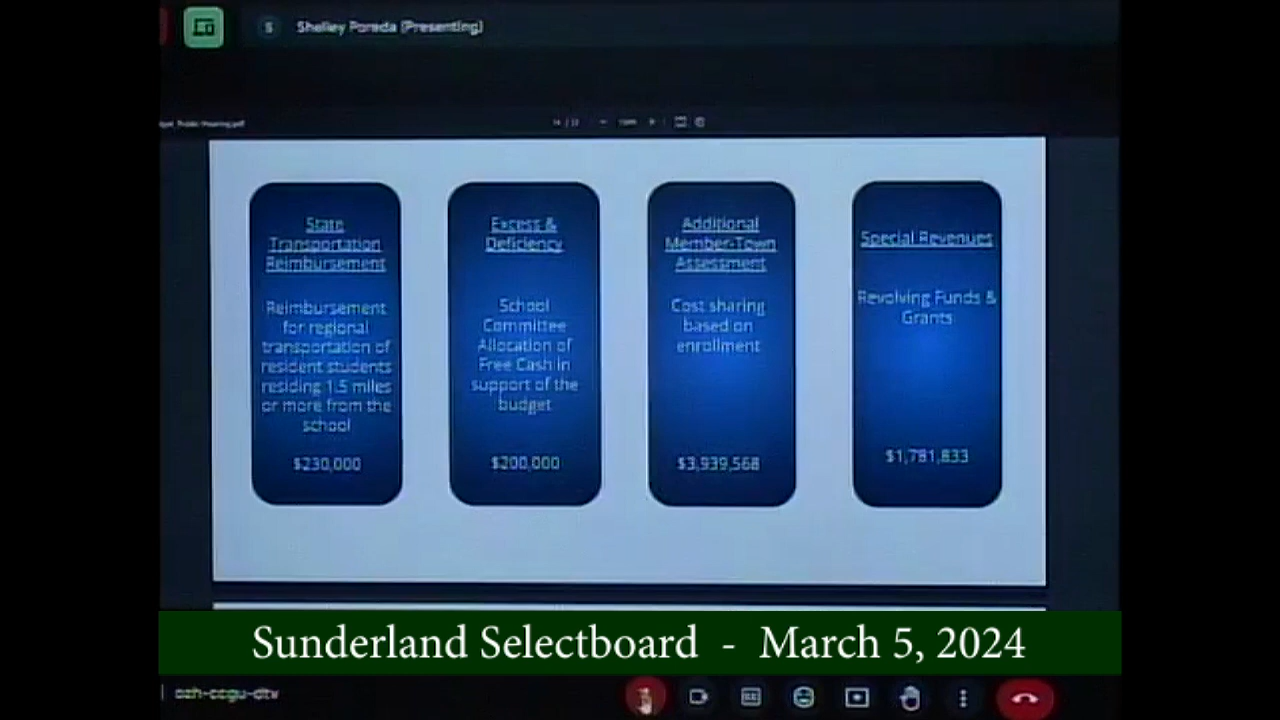 S Shelley Poreda (Presenting)
State
Transportation
Reimbursement
Reimbursement
for regional
transportation of
resident students
residing 1.5 miles
or more from the
school
$230,000
Excess &
Deficiency
School
Committee
Allocation of
Free Cash in
support of the
budget
$200,000
Additional
Member-Town
Assessment
Cost sharing
based on
enrollment
$3,939,568
Special Revenues
Revolving Funds &
Grants
$1,781,833
Sunderland Selectboard - March 5, 2024